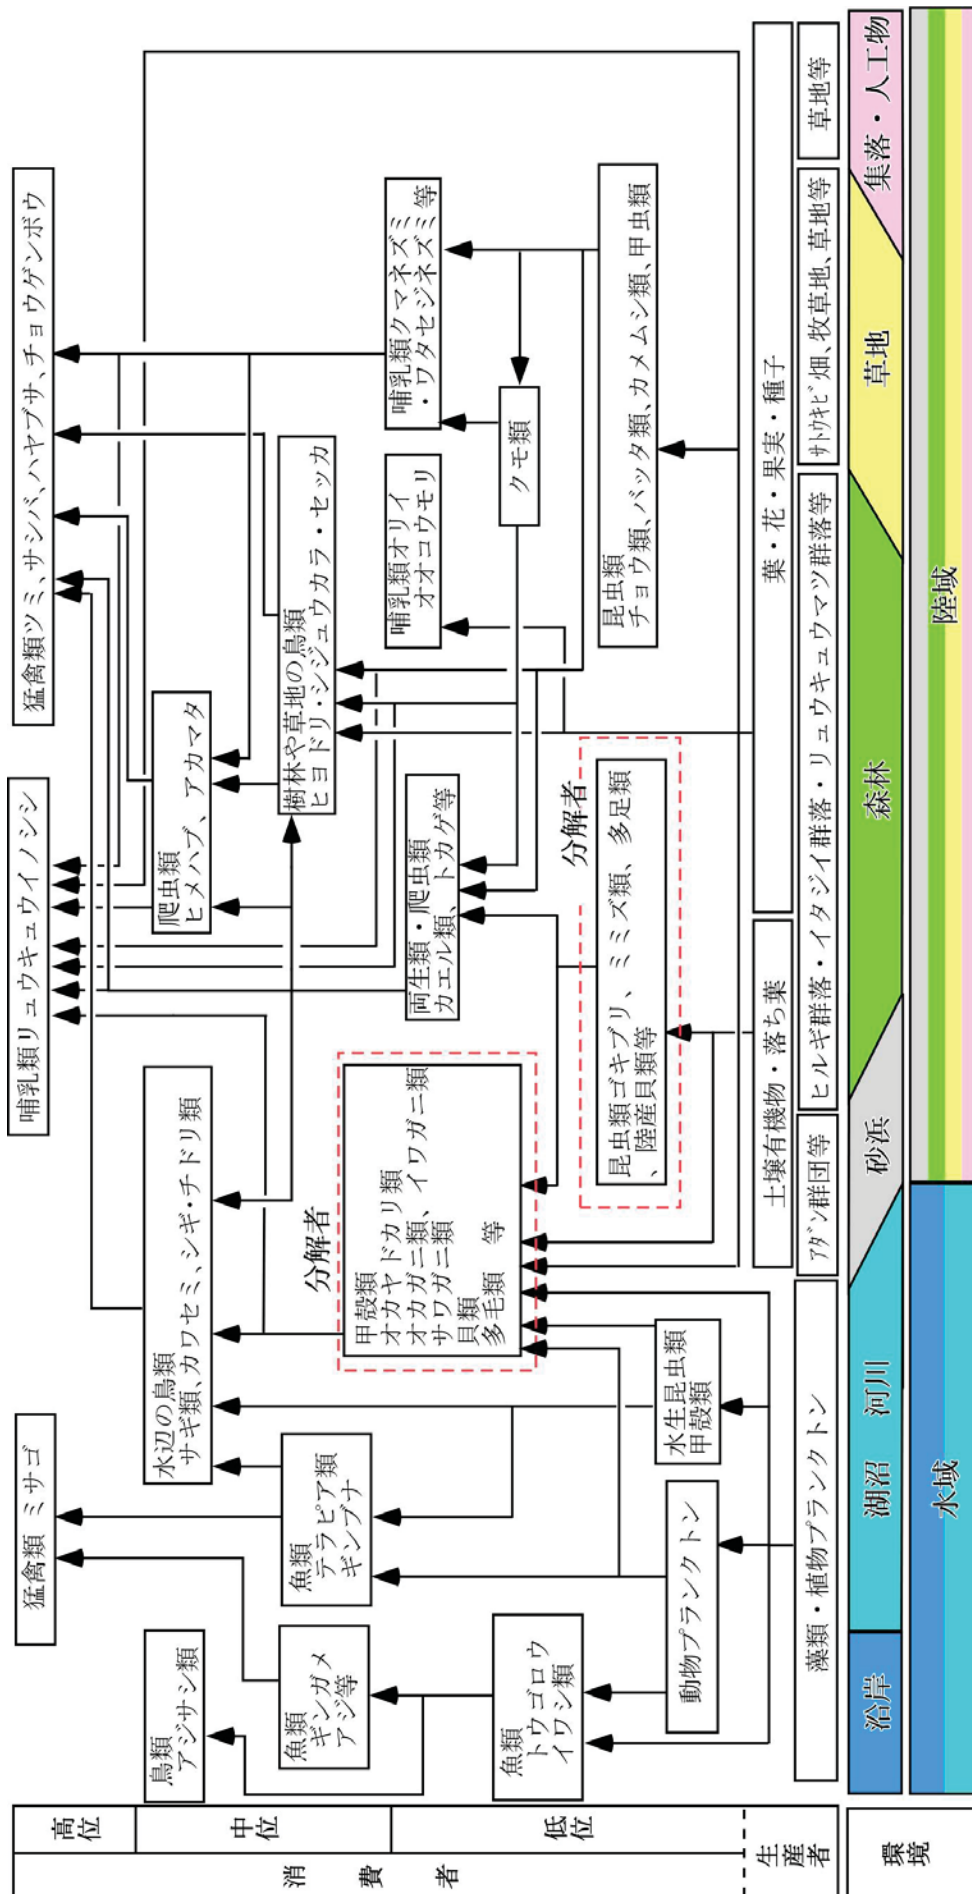 消費者
高位
中位
低位
生産者
環境
猛禽類 ミサゴ
哺乳類リュウキュウイノシシ
猛禽類ツミ、サシバ、ハヤブサ、チョウゲンボウ
鳥類
アジサシ類
水辺の鳥類
サギ類、カワセミ、シギ・チドリ類
爬虫類
ヒメハブ、アカマタ
魚類
ギンガメ
アジ等
魚類
テラピア類
ギンブナ
樹林や草地の鳥類
ヒヨドリ・シジュウカラ・セッカ
分解者
甲殻類
オカヤドカリ類
オカガニ類、イワガニ類
サワガニ類
貝類
多毛類 等
両生類・爬虫類
カエル類、トカゲ等
哺乳類オリイ
オオコウモリ
哺乳類クマネズミ
・ワタセジネズミ等
魚類
トウゴロウ
イワシ類
クモ類
動物プランクトン
水生昆虫類
甲殻類
分解者
昆虫類ゴキブリ、ミミズ類、多足類
、陸産貝類等
昆虫類
チョウ類、バッタ類、カメムシ類、甲虫類
土壌有機物・落ち葉
葉・花・果実・種子
藻類・植物プランクトン
アダン群団等
ヒルギ群落・イタジイ群落・リュウキュウマツ群落等
サトウキビ畑、牧草地、草地等
草地等
沿岸
湖沼 河川
砂浜
森林
草地
集落・人工物
水域
陸域